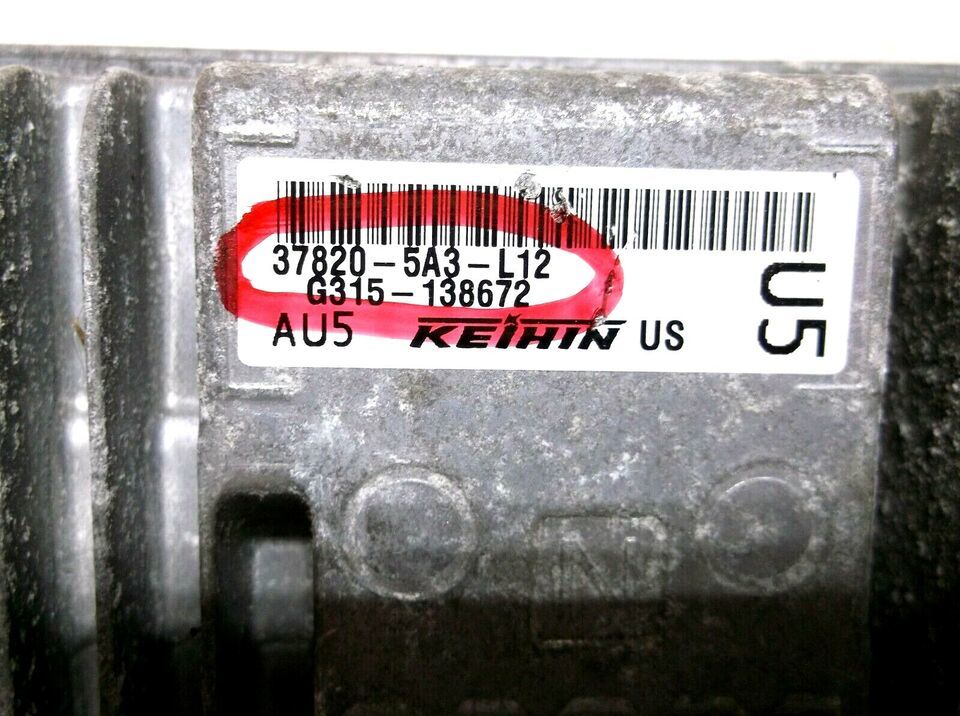 37820-5A3-L12
G315-138672
AU5 KEIHIN US
U5
N